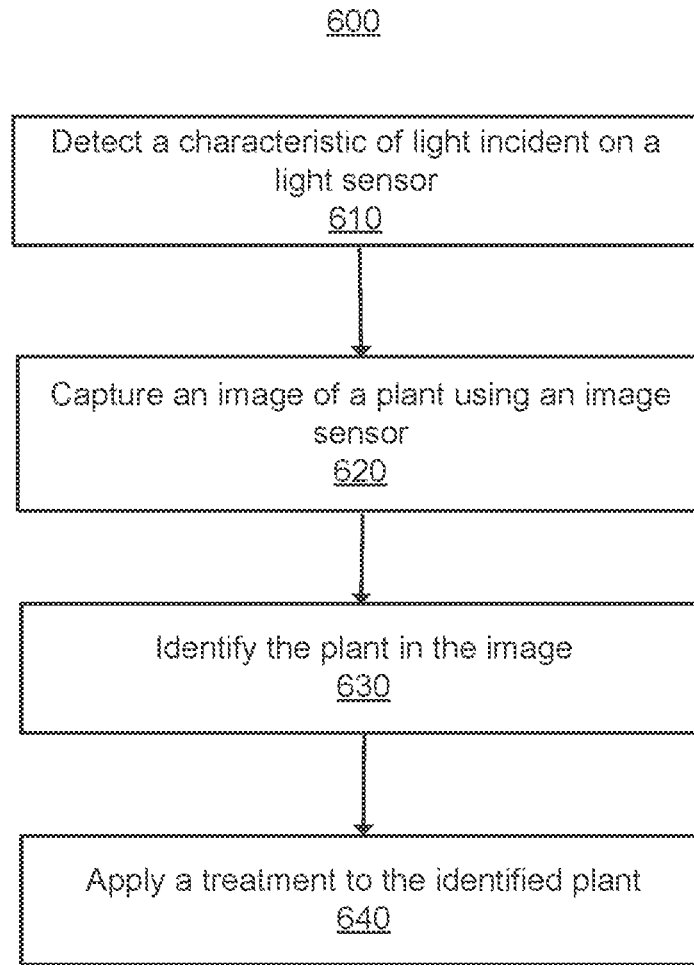 600
Detect a characteristic of light incident on a
light sensor
610
Capture an image of a plant using an image
sensor
620
Identify the plant in the image
630
Apply a treatment to the identified plant
640